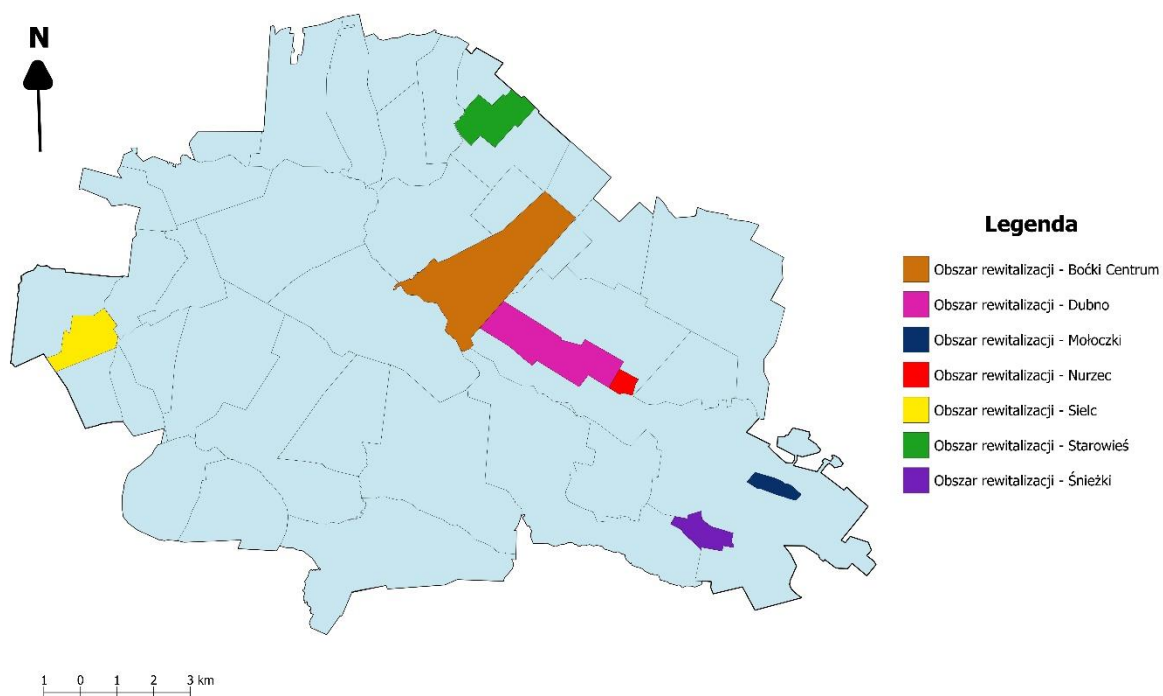 N
Legenda
Obszar rewitalizacji - Boćki Centrum
Obszar rewitalizacji - Dubno
Obszar rewitalizacji - Mołoczki
Obszar rewitalizacji - Nurzec
Obszar rewitalizacji - Sielc
Obszar rewitalizacji - Starowieś
Obszar rewitalizacji - Śnieżki
1 0 1 2 3 km